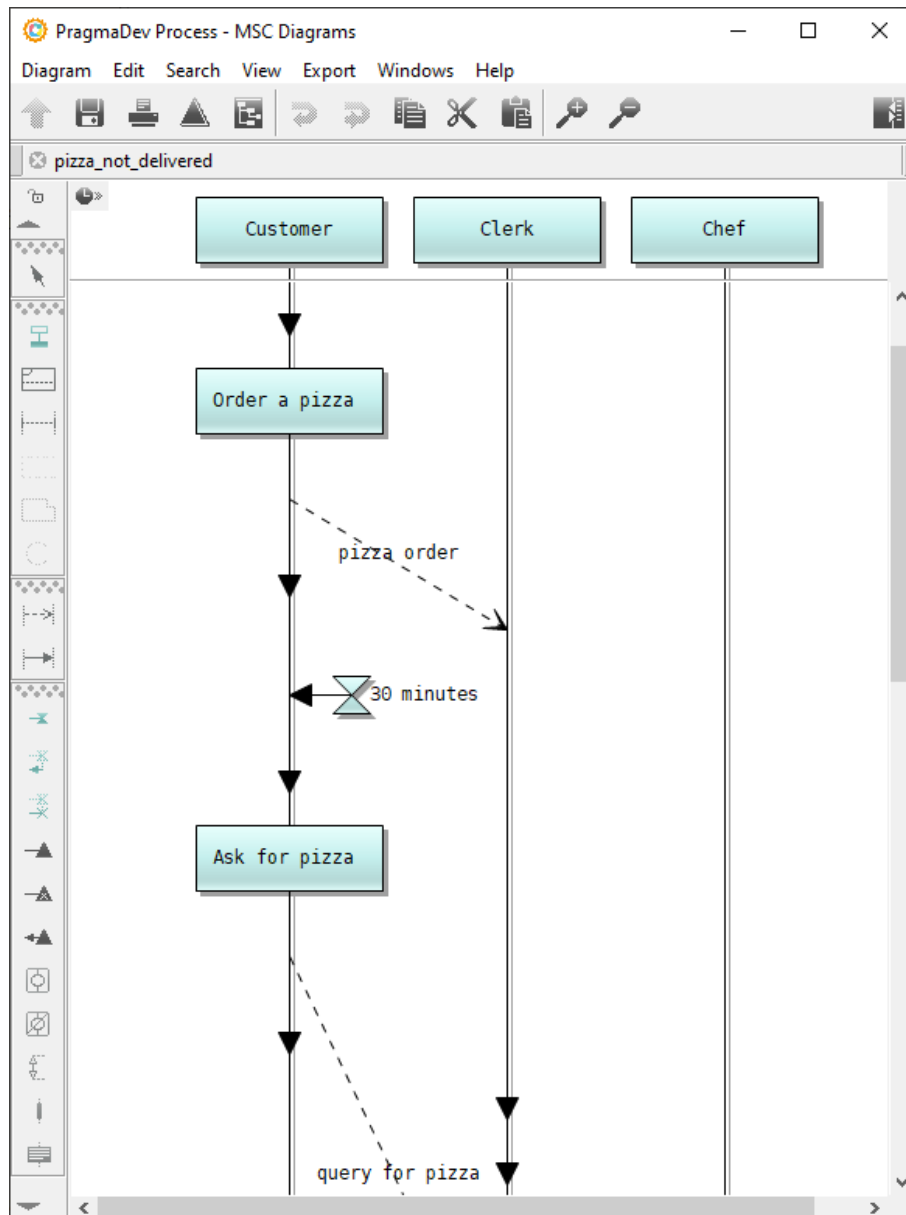 PragmaDev Process - MSC Diagrams
Diagram Edit Search View Export Windows Help
pizza_not_delivered
Customer Clerk Chef
Order a pizza
pizza order
30 minutes
Ask for pizza
query for pizza